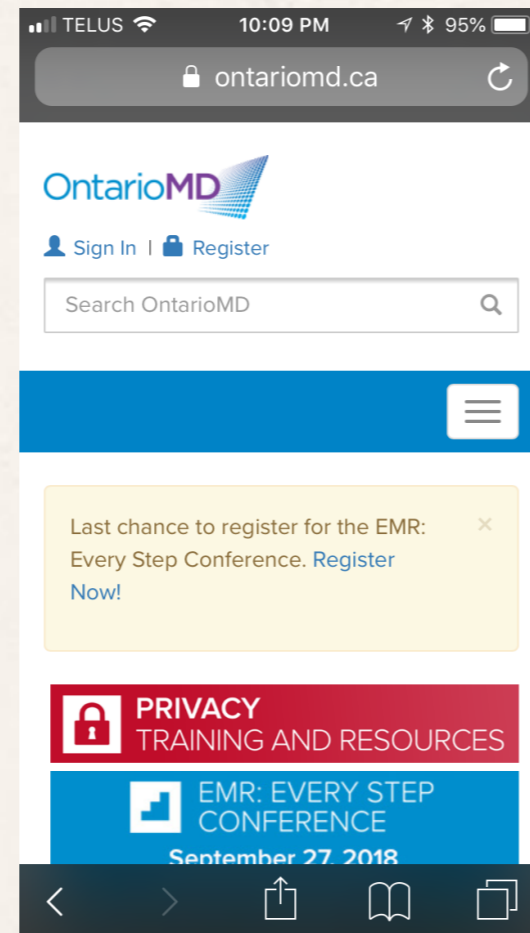 TELUS 10:09 PM 95%
ontariomd.ca
OntarioMD
Sign In | Register
Search OntarioMD
Last chance to register for the EMR:
Every Step Conference. Register
Now!
PRIVACY
TRAINING AND RESOURCES
EMR: EVERY STEP
CONFERENCE
September 27, 2018